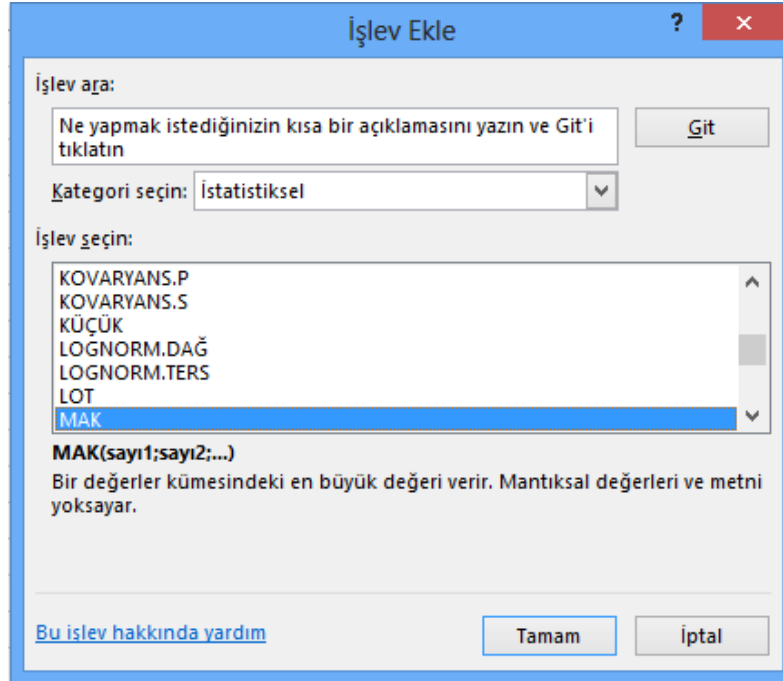 İşlev Ekle
?
İşlev ara:
Ne yapmak istediğinizin kısa bir açıklamasını yazın ve Git'i
tıklatın
Git
Kategori seçin: İstatistiksel
İşlev seçin:
KOVARYANS.P
KOVARYANS.S
KÜÇÜK
LOGNORM.DAĞ
LOGNORM.TERS
LOT
MAK
MAK(sayı1;sayı2;...)
Bir değerler kümesindeki en büyük değeri verir. Mantıksal değerleri ve metni
yoksayar.
Bu işlev hakkında yardım
Tamam
İptal